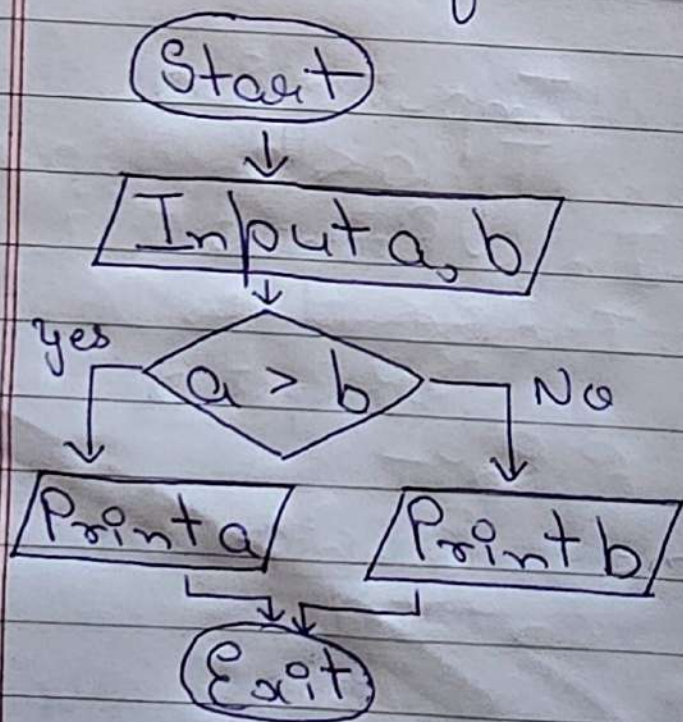 Start
Input a, b
yes
a > b
No
Print a
Print b
Exit